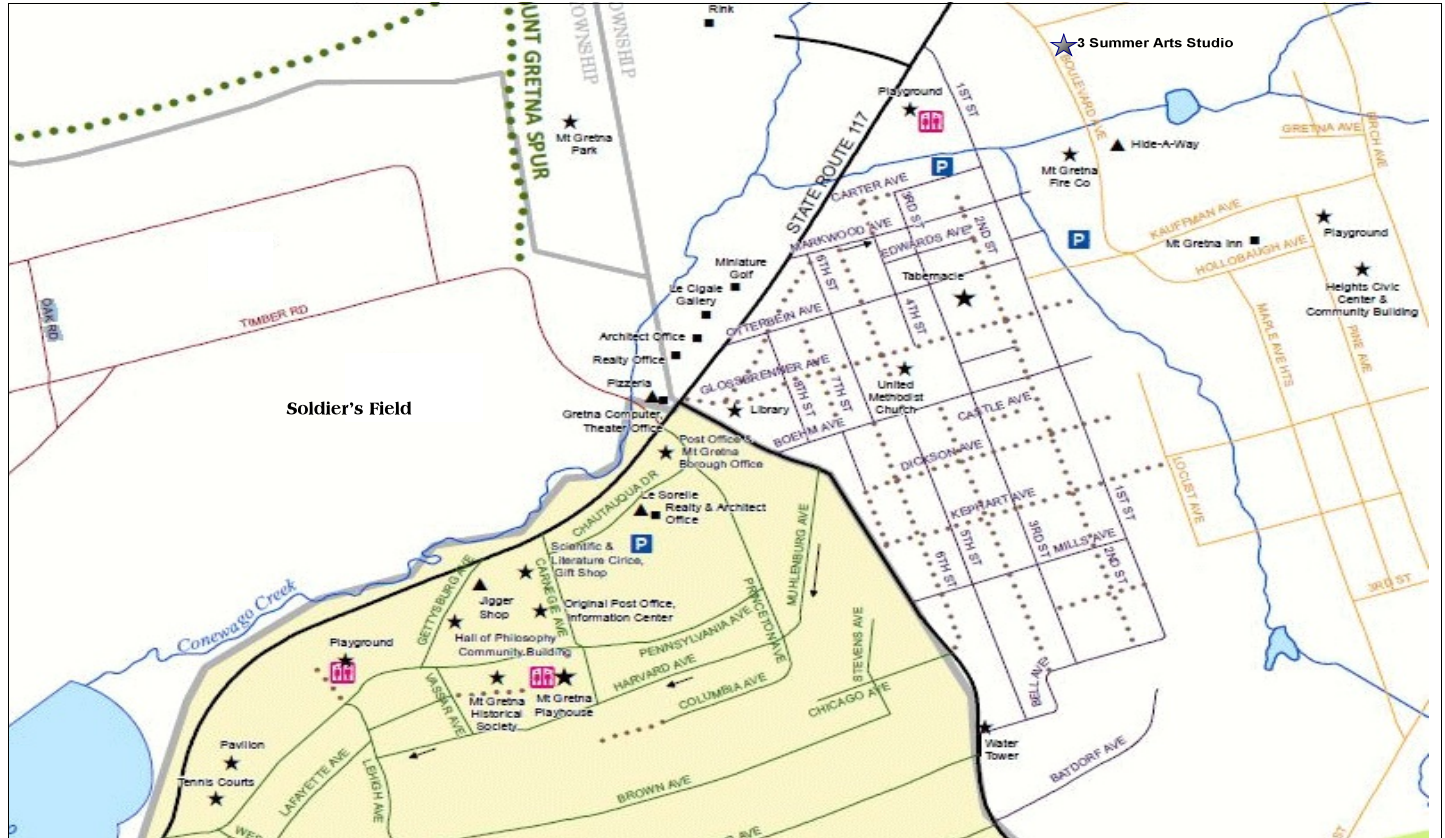 Rink
3 Summer Arts Studio
UNT GRETNA SPUR
OWNSHIP
OWNSHIP
Playground
1ST ST
BOULEVARD AVE
Mt Gretna
Park
STATE ROUTE 117
P
Hide-A-Way
GRETNA AVE
BIRCH AVE
Mt Gretna
Fire Co
CARTER AVE
3RD ST
2ND ST
MARKWOOD AVE
EDWARDS AVE
KAUFFMAN AVE
P
Mt Gretna Inn
HOLLOBAUGH AVE
Playground
Miniature
Golf
6TH ST
Tabernacle
Le Cigale
Gallery
Heights Civic
Center &
Community Building
OAK RD
TIMBER RD
OTTERBEIN AVE
4TH ST
MAPLE AVE HTS
PINE AVE
Architect Office
Realty Office
GLOSSBRENNER AVE
8TH ST
7TH ST
United
Methodist
Church
Pizzeria
Soldier's Field
Gretna Computer,
Theater Office
Library
CASTLE AVE
BOEHM AVE
Post Office &
Mt Gretna
Borough Office
DICKSON AVE
LOCUST AVE
CHAUTAUQUA DR
Le Sorelle
Realty & Architect
Office
KEPHART AVE
1ST ST
P
MUHLENBURG AVE
3RD ST
MILLS AVE
2ND ST
5TH ST
6TH ST
Scientific &
Literature Cirlce,
Gift Shop
CARNEGIE AVE
GETTYSBURG AVE
Jigger
Shop
Original Post Office,
Information Center
PRINCETON AVE
3RD ST
Conewago Creek
Hall of Philosophy
Community Building
PENNSYLVANIA AVE
STEVENS AVE
Playground
HARVARD AVE
VASSAR AVE
Mt Gretna
Historical
Society
Mt Gretna
Playhouse
COLUMBIA AVE
CHICAGO AVE
BELL AVE
Water
Tower
Pavilion
Tennis Courts
LAFAYETTE AVE
LEHIGH AVE
BROWN AVE
BATDORF AVE
WES
AVE
ST